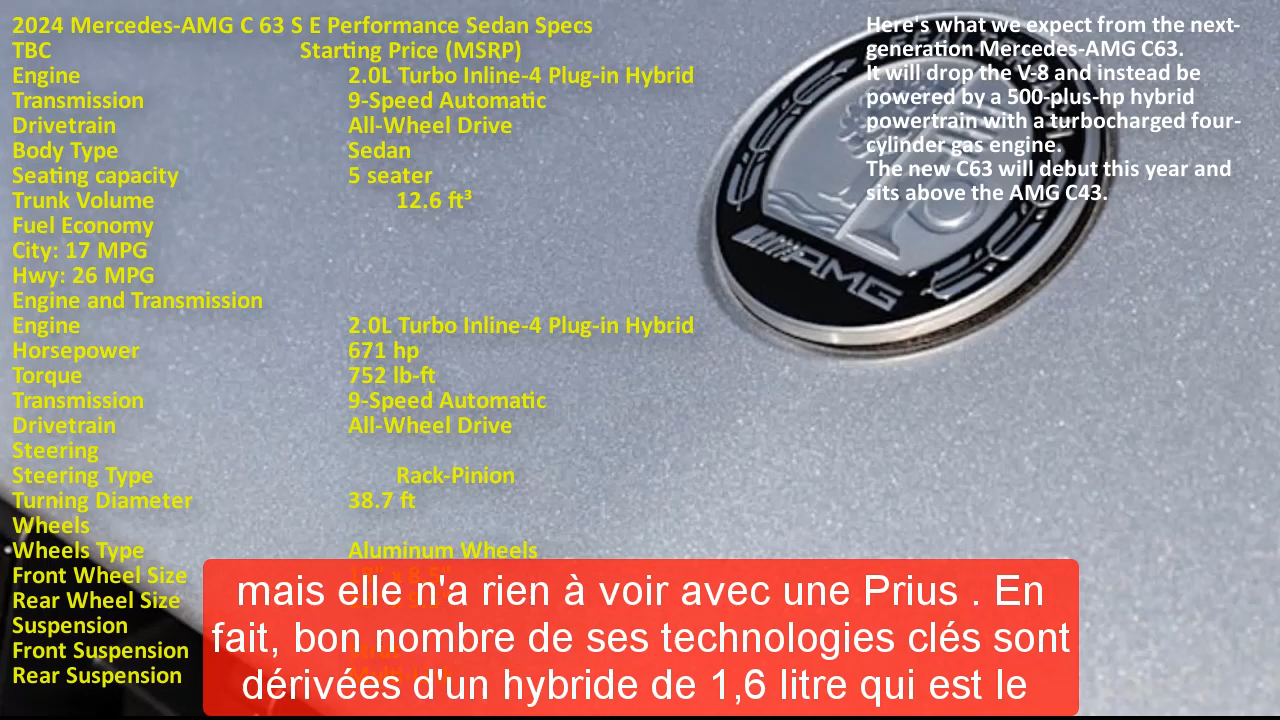 2024 Mercedes-AMG C 63 S E Performance Sedan Specs
TBC Starting Price (MSRP)
Engine 2.0L Turbo Inline-4 Plug-in Hybrid
Transmission 9-Speed Automatic
Drivetrain All-Wheel Drive
Body Type Sedan
Seating capacity 5 seater
Trunk Volume 12.6 ft³
Fuel Economy
City: 17 MPG
Hwy: 26 MPG
Engine and Transmission
Engine 2.0L Turbo Inline-4 Plug-in Hybrid
Horsepower 671 hp
Torque 752 lb-ft
Transmission 9-Speed Automatic
Drivetrain All-Wheel Drive
Steering
Steering Type Rack-Pinion
Turning Diameter 38.7 ft
Wheels
Wheels Type Aluminum Wheels
Front Wheel Size
Rear Wheel Size
Suspension
Front Suspension
Rear Suspension
Here's what we expect from the next-
generation Mercedes-AMG C63.
It will drop the V-8 and instead be
powered by a 500-plus-hp hybrid
powertrain with a turbocharged four-
cylinder gas engine.
The new C63 will debut this year and
sits above the AMG C43.
AMG
mais elle n'a rien à voir avec une Prius . En
fait, bon nombre de ses technologies clés sont
dérivées d'un hybride de 1,6 litre qui est le